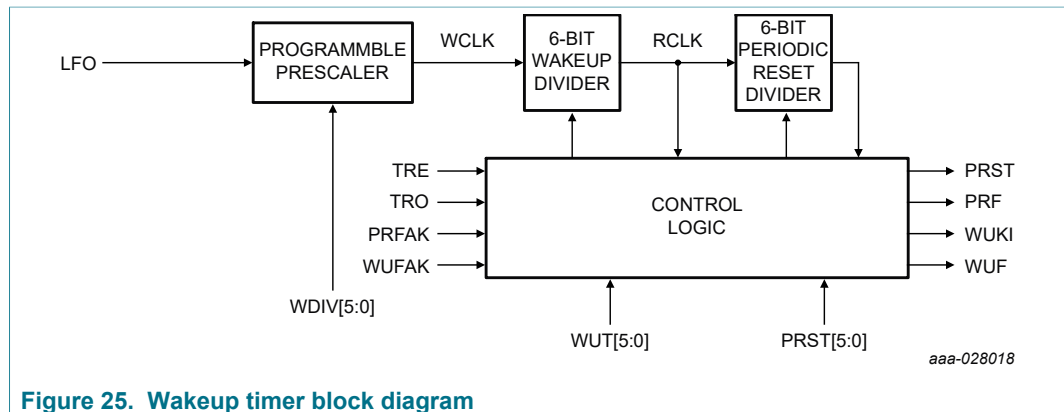 LFO
PROGRAMMBLE
PRESCALER
WCLK
6-BIT
WAKEUP
DIVIDER
RCLK
6-BIT
PERIODIC
RESET
DIVIDER
TRE
TRO
PRFAK
WUFAK
CONTROL
LOGIC
PRST
PRF
WUKI
WUF
WDIV[5:0]
WUT[5:0]
PRST[5:0]
aaa-028018
Figure 25. Wakeup timer block diagram